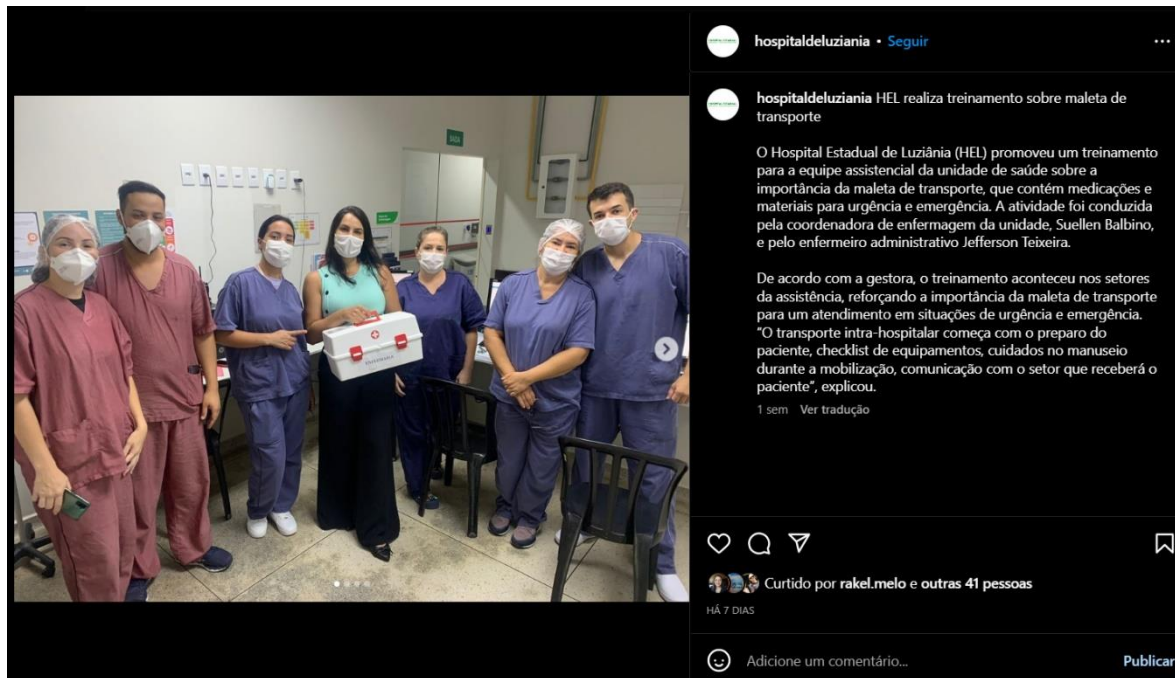 hospitaldeluziania • Seguir
hospitaldeluziania HEL realiza treinamento sobre maleta de
transporte
O Hospital Estadual de Luziânia (HEL) promoveu um treinamento
para a equipe assistencial da unidade de saúde sobre a
importância da maleta de transporte, que contém medicações e
materiais para urgência e emergência. A atividade foi conduzida
pela coordenadora de enfermagem da unidade, Suellen Balbino,
e pelo enfermeiro administrativo Jefferson Teixeira.
De acordo com a gestora, o treinamento aconteceu nos setores
da assistência, reforçando a importância da maleta de transporte
para um atendimento em situações de urgência e emergência.
“O transporte intra-hospitalar começa com o preparo do
paciente, checklist de equipamentos, cuidados no manuseio
durante a mobilização, comunicação com o setor que receberá o
paciente”, explicou.
1 sem Ver tradução
Curtido por rakel.melo e outras 41 pessoas
HÁ 7 DIAS
Adicione um comentário... Publicar